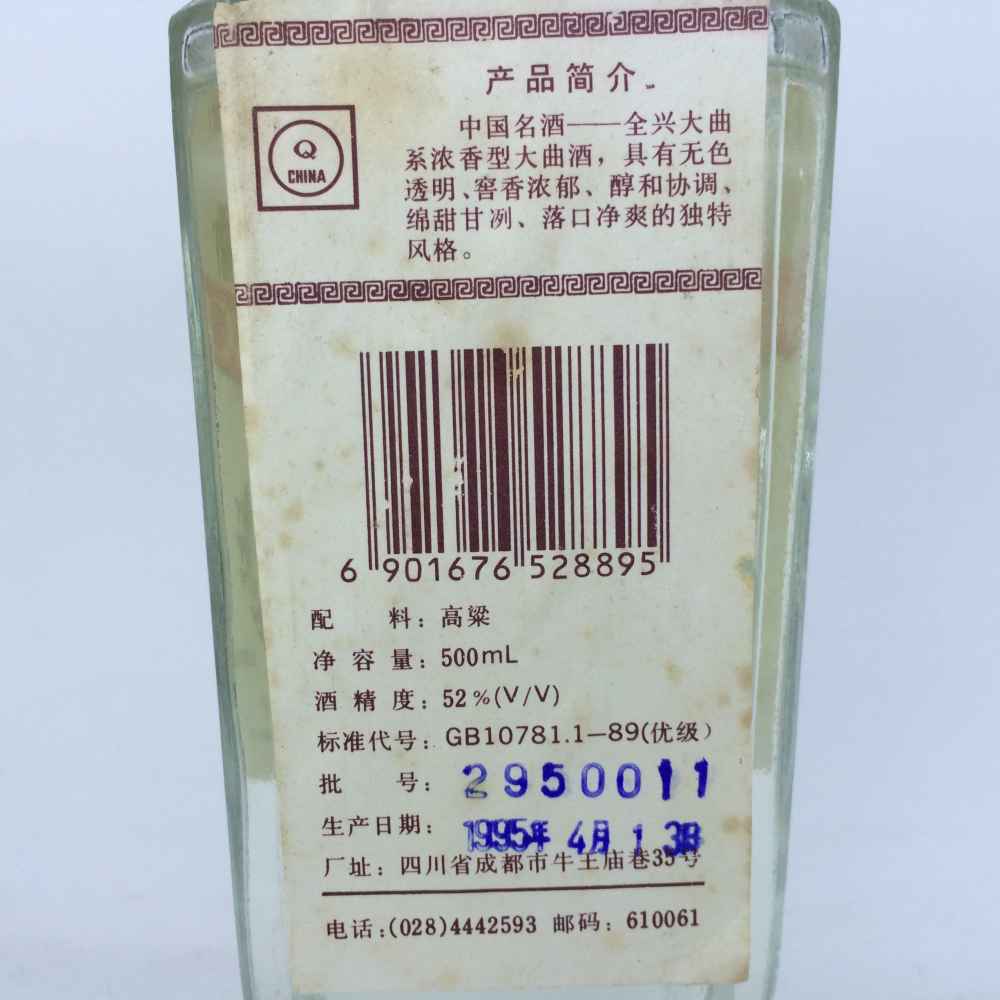 产品简介
Q
CHINA
中国名酒——全兴大曲
系浓香型大曲酒，具有无色
透明、窖香浓郁、醇和协调、
绵甜甘冽、落口净爽的独特
风格。
6 901676 528895
配 料：高粱
净 容 量：500mL
酒 精 度：52%(V/V)
标准代号：GB10781.1—89(优级)
批 号：2950011
生产日期：1995年 4月 13日
厂址：四川省成都市牛王庙巷35号
电话：(028)4442593 邮码：610061